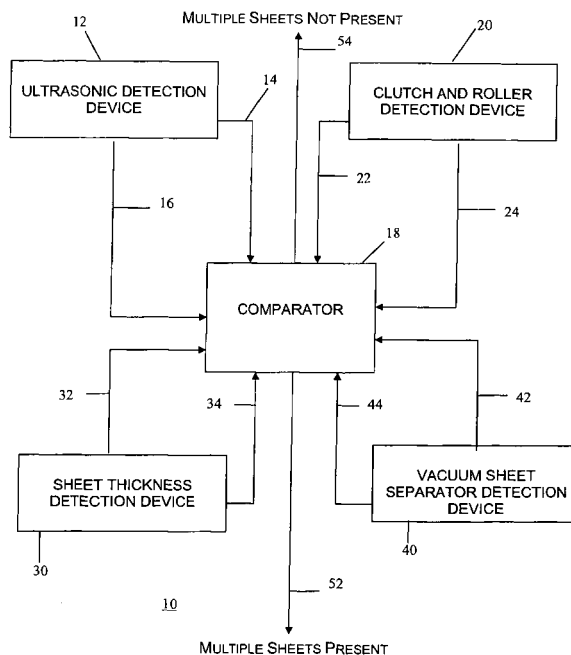 MULTIPLE SHEETS NOT PRESENT
12
54
20
ULTRASONIC DETECTION
DEVICE
14
CLUTCH AND ROLLER
DETECTION DEVICE
22
16
24
18
COMPARATOR
32
34
44
42
SHEET THICKNESS
DETECTION DEVICE
VACUUM SHEET
SEPARATOR DETECTION
DEVICE
30
40
52
10
MULTIPLE SHEETS PRESENT